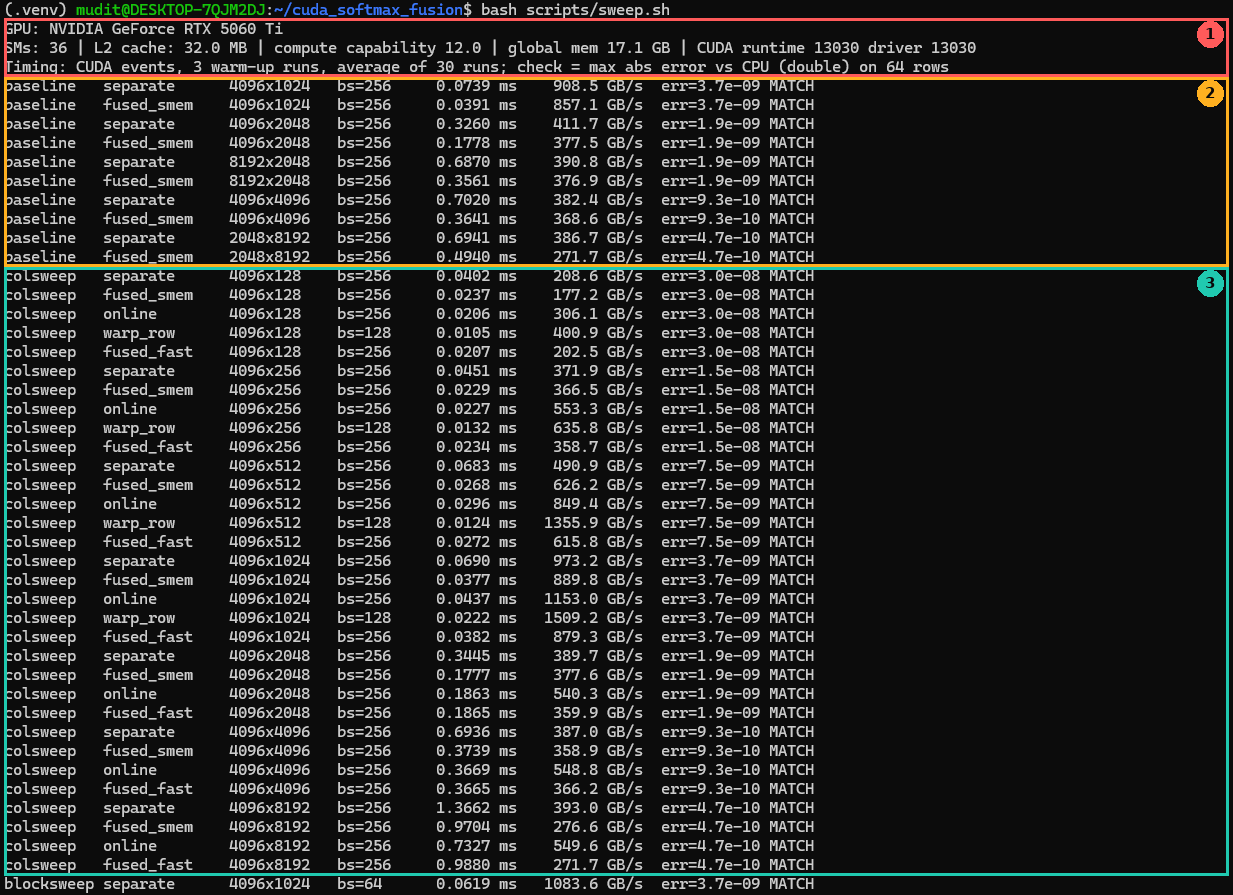 (.venv) mudit@DESKTOP-7QJM2DJ:~/cuda_softmax_fusion$ bash scripts/sweep.sh
GPU: NVIDIA GeForce RTX 5060 Ti
1
SMs: 36 | L2 cache: 32.0 MB | compute capability 12.0 | global mem 17.1 GB | CUDA runtime 13030 driver 13030
Timing: CUDA events, 3 warm-up runs, average of 30 runs; check = max abs error vs CPU (double) on 64 rows
baseline separate 4096x1024 bs=256 0.0739 ms 908.5 GB/s err=3.7e-09 MATCH
2
baseline fused_smem 4096x1024 bs=256 0.0391 ms 857.1 GB/s err=3.7e-09 MATCH
baseline separate 4096x2048 bs=256 0.3260 ms 411.7 GB/s err=1.9e-09 MATCH
baseline fused_smem 4096x2048 bs=256 0.1778 ms 377.5 GB/s err=1.9e-09 MATCH
baseline separate 8192x2048 bs=256 0.6870 ms 390.8 GB/s err=1.9e-09 MATCH
baseline fused_smem 8192x2048 bs=256 0.3561 ms 376.9 GB/s err=1.9e-09 MATCH
baseline separate 4096x4096 bs=256 0.7020 ms 382.4 GB/s err=9.3e-10 MATCH
baseline fused_smem 4096x4096 bs=256 0.3641 ms 368.6 GB/s err=9.3e-10 MATCH
baseline separate 2048x8192 bs=256 0.6941 ms 386.7 GB/s err=4.7e-10 MATCH
baseline fused_smem 2048x8192 bs=256 0.4940 ms 271.7 GB/s err=4.7e-10 MATCH
colsweep separate 4096x128 bs=256 0.0402 ms 208.6 GB/s err=3.0e-08 MATCH
3
colsweep fused_smem 4096x128 bs=256 0.0237 ms 177.2 GB/s err=3.0e-08 MATCH
colsweep online 4096x128 bs=256 0.0206 ms 306.1 GB/s err=3.0e-08 MATCH
colsweep warp_row 4096x128 bs=128 0.0105 ms 400.9 GB/s err=3.0e-08 MATCH
colsweep fused_fast 4096x128 bs=256 0.0207 ms 202.5 GB/s err=3.0e-08 MATCH
colsweep separate 4096x256 bs=256 0.0451 ms 371.9 GB/s err=1.5e-08 MATCH
colsweep fused_smem 4096x256 bs=256 0.0229 ms 366.5 GB/s err=1.5e-08 MATCH
colsweep online 4096x256 bs=256 0.0227 ms 553.3 GB/s err=1.5e-08 MATCH
colsweep warp_row 4096x256 bs=128 0.0132 ms 635.8 GB/s err=1.5e-08 MATCH
colsweep fused_fast 4096x256 bs=256 0.0234 ms 358.7 GB/s err=1.5e-08 MATCH
colsweep separate 4096x512 bs=256 0.0683 ms 490.9 GB/s err=7.5e-09 MATCH
colsweep fused_smem 4096x512 bs=256 0.0268 ms 626.2 GB/s err=7.5e-09 MATCH
colsweep online 4096x512 bs=256 0.0296 ms 849.4 GB/s err=7.5e-09 MATCH
colsweep warp_row 4096x512 bs=128 0.0124 ms 1355.9 GB/s err=7.5e-09 MATCH
colsweep fused_fast 4096x512 bs=256 0.0272 ms 615.8 GB/s err=7.5e-09 MATCH
colsweep separate 4096x1024 bs=256 0.0690 ms 973.2 GB/s err=3.7e-09 MATCH
colsweep fused_smem 4096x1024 bs=256 0.0377 ms 889.8 GB/s err=3.7e-09 MATCH
colsweep online 4096x1024 bs=256 0.0437 ms 1153.0 GB/s err=3.7e-09 MATCH
colsweep warp_row 4096x1024 bs=128 0.0222 ms 1509.2 GB/s err=3.7e-09 MATCH
colsweep fused_fast 4096x1024 bs=256 0.0382 ms 879.3 GB/s err=3.7e-09 MATCH
colsweep separate 4096x2048 bs=256 0.3445 ms 389.7 GB/s err=1.9e-09 MATCH
colsweep fused_smem 4096x2048 bs=256 0.1777 ms 377.6 GB/s err=1.9e-09 MATCH
colsweep online 4096x2048 bs=256 0.1863 ms 540.3 GB/s err=1.9e-09 MATCH
colsweep fused_fast 4096x2048 bs=256 0.1865 ms 359.9 GB/s err=1.9e-09 MATCH
colsweep separate 4096x4096 bs=256 0.6936 ms 387.0 GB/s err=9.3e-10 MATCH
colsweep fused_smem 4096x4096 bs=256 0.3739 ms 358.9 GB/s err=9.3e-10 MATCH
colsweep online 4096x4096 bs=256 0.3669 ms 548.8 GB/s err=9.3e-10 MATCH
colsweep fused_fast 4096x4096 bs=256 0.3665 ms 366.2 GB/s err=9.3e-10 MATCH
colsweep separate 4096x8192 bs=256 1.3662 ms 393.0 GB/s err=4.7e-10 MATCH
colsweep fused_smem 4096x8192 bs=256 0.9704 ms 276.6 GB/s err=4.7e-10 MATCH
colsweep online 4096x8192 bs=256 0.7327 ms 549.6 GB/s err=4.7e-10 MATCH
colsweep fused_fast 4096x8192 bs=256 0.9880 ms 271.7 GB/s err=4.7e-10 MATCH
blocksweep separate 4096x1024 bs=64 0.0619 ms 1083.6 GB/s err=3.7e-09 MATCH